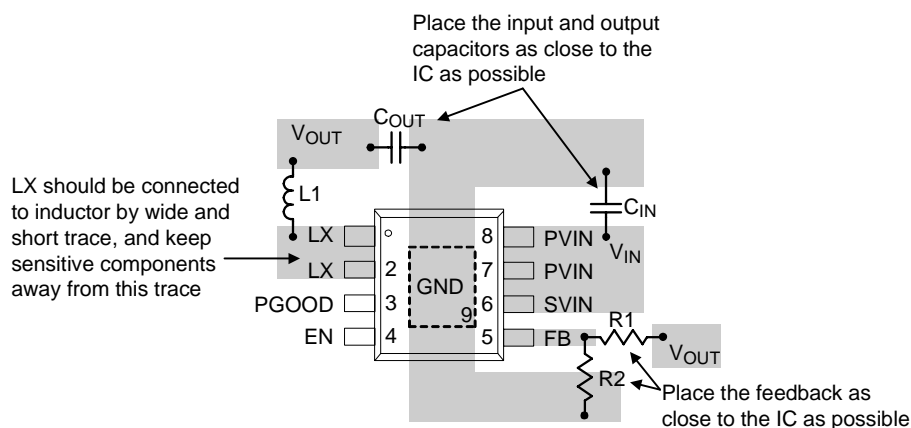 Place the input and output
capacitors as close to the
IC as possible
COUT
VOUT
LX should be connected
to inductor by wide and
short trace, and keep
sensitive components
away from this trace
L1
CIN
VIN
LX
8
PVIN
LX
2
7
PVIN
GND
PGOOD
3
9
6
SVIN
EN
4
5
FB
R1
VOUT
R2
Place the feedback as
close to the IC as possible